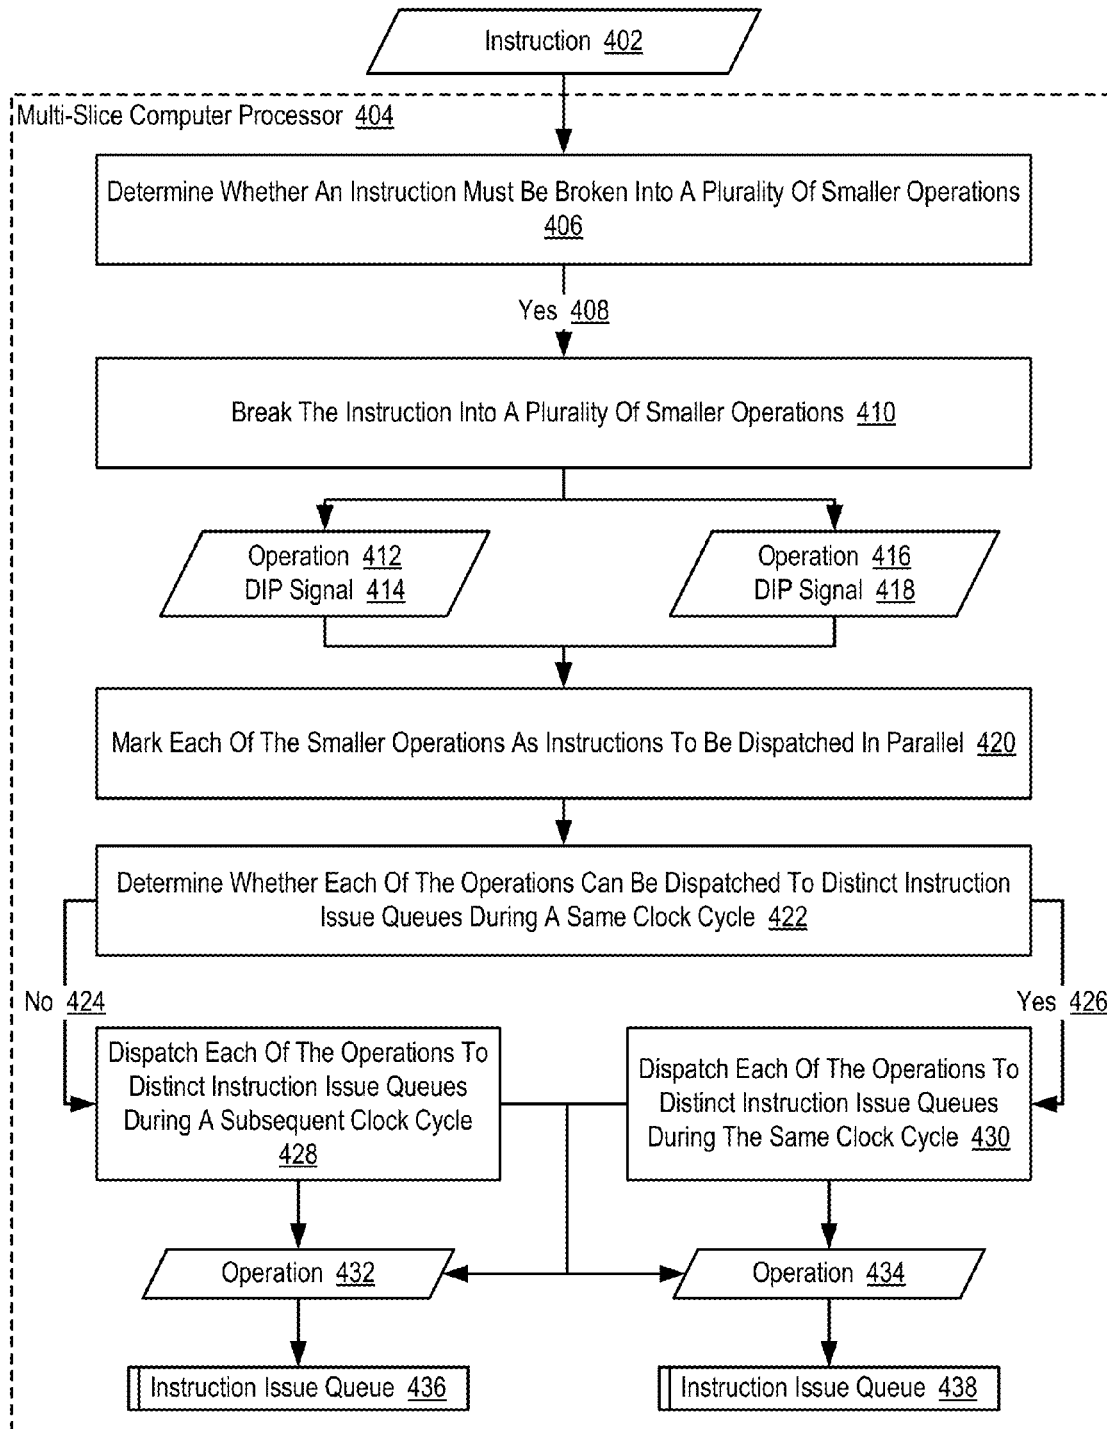 Instruction 402
Multi-Slice Computer Processor 404
Determine Whether An Instruction Must Be Broken Into A Plurality Of Smaller Operations
406
Yes 408
Break The Instruction Into A Plurality Of Smaller Operations 410
Operation 412
DIP Signal 414
Operation 416
DIP Signal 418
Mark Each Of The Smaller Operations As Instructions To Be Dispatched In Parallel 420
Determine Whether Each Of The Operations Can Be Dispatched To Distinct Instruction
Issue Queues During A Same Clock Cycle 422
No 424
Yes 426
Dispatch Each Of The Operations To
Distinct Instruction Issue Queues
During A Subsequent Clock Cycle
428
Dispatch Each Of The Operations To
Distinct Instruction Issue Queues
During The Same Clock Cycle 430
Operation 432
Operation 434
Instruction Issue Queue 436
Instruction Issue Queue 438